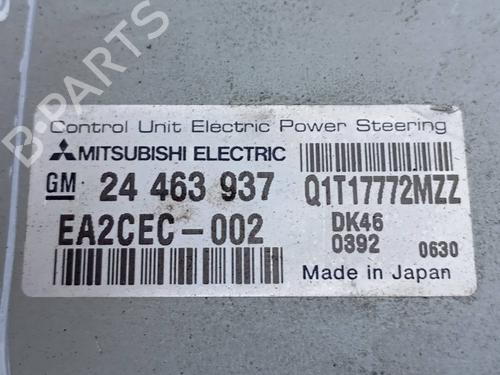 Control Unit Electric Power Steering
MITSUBISHI ELECTRIC
GM 24 463 937 Q1T17772MZZ
EA2CEC-002 DK46
0392 0630
Made in Japan
B-PARTS